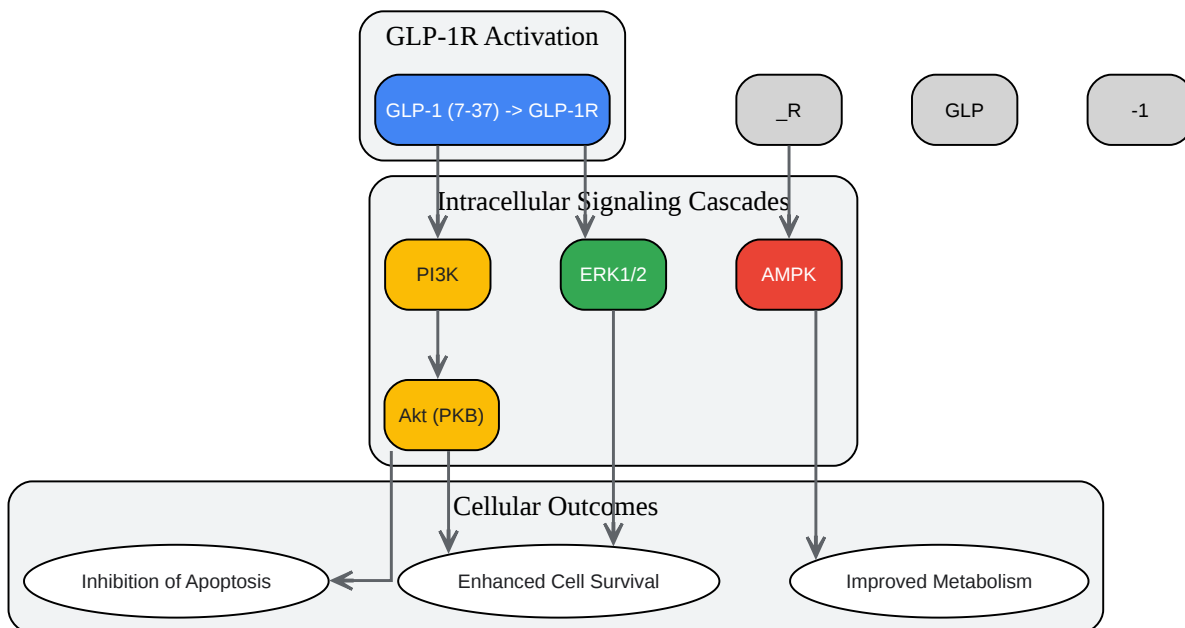 GLP-1R Activation
GLP-1 (7-37) -> GLP-1R
_R
GLP
-1
Intracellular Signaling Cascades
PI3K
ERK1/2
AMPK
Akt (PKB)
Cellular Outcomes
Inhibition of Apoptosis
Enhanced Cell Survival
Improved Metabolism